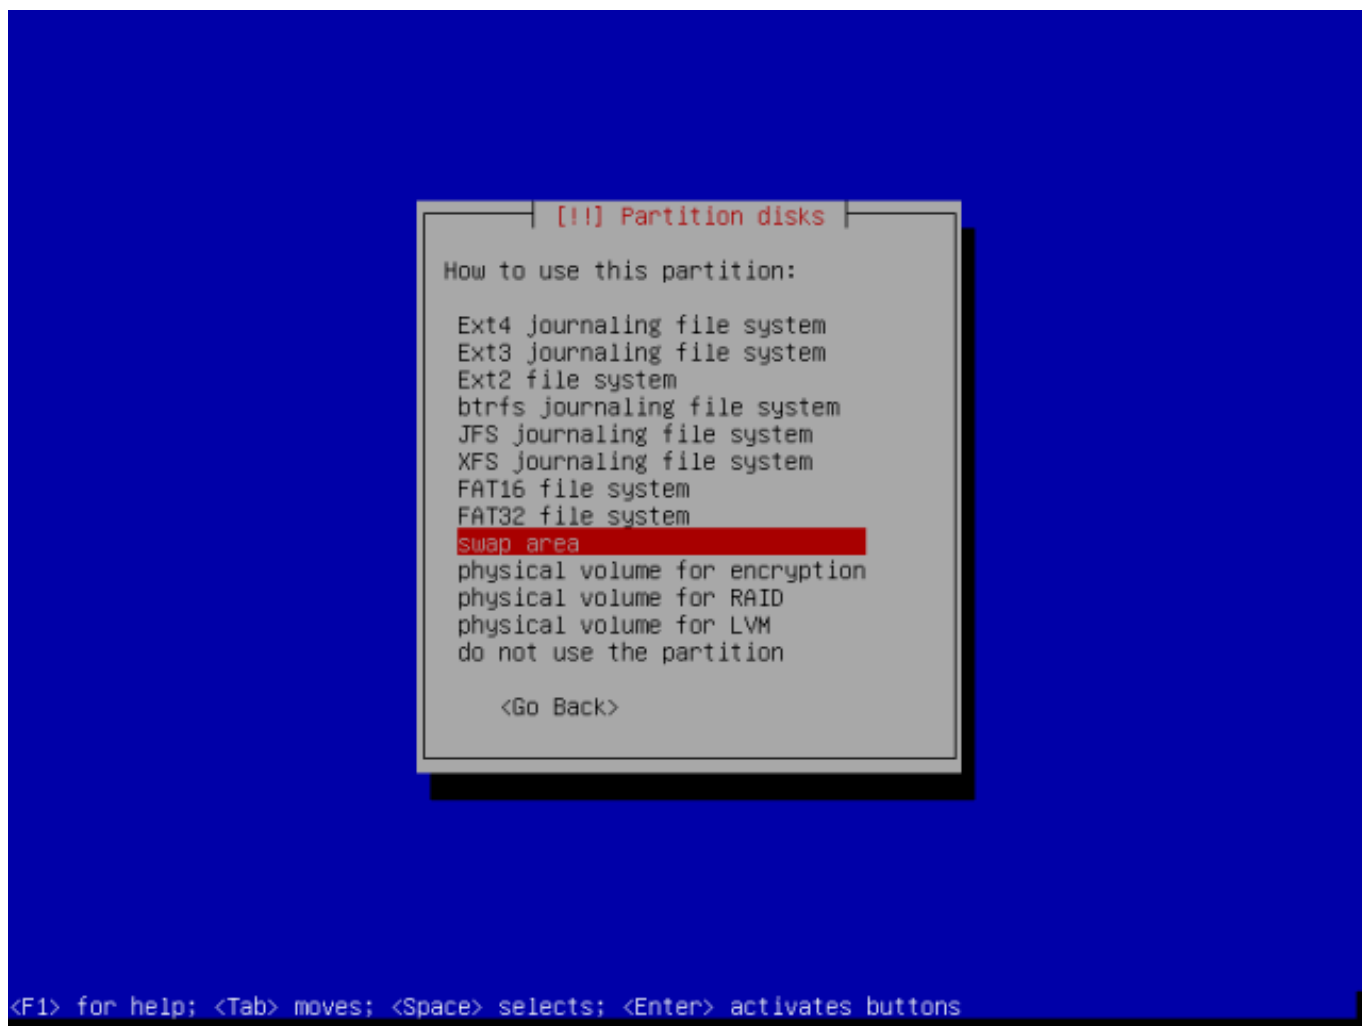 [!!] Partition disks
How to use this partition:
Ext4 journaling file system
Ext3 journaling file system
Ext2 file system
btrfs journaling file system
JFS journaling file system
XFS journaling file system
FAT16 file system
FAT32 file system
swap area
physical volume for encryption
physical volume for RAID
physical volume for LVM
do not use the partition
<Go Back>
<F1> for help; <Tab> moves; <Space> selects; <Enter> activates buttons